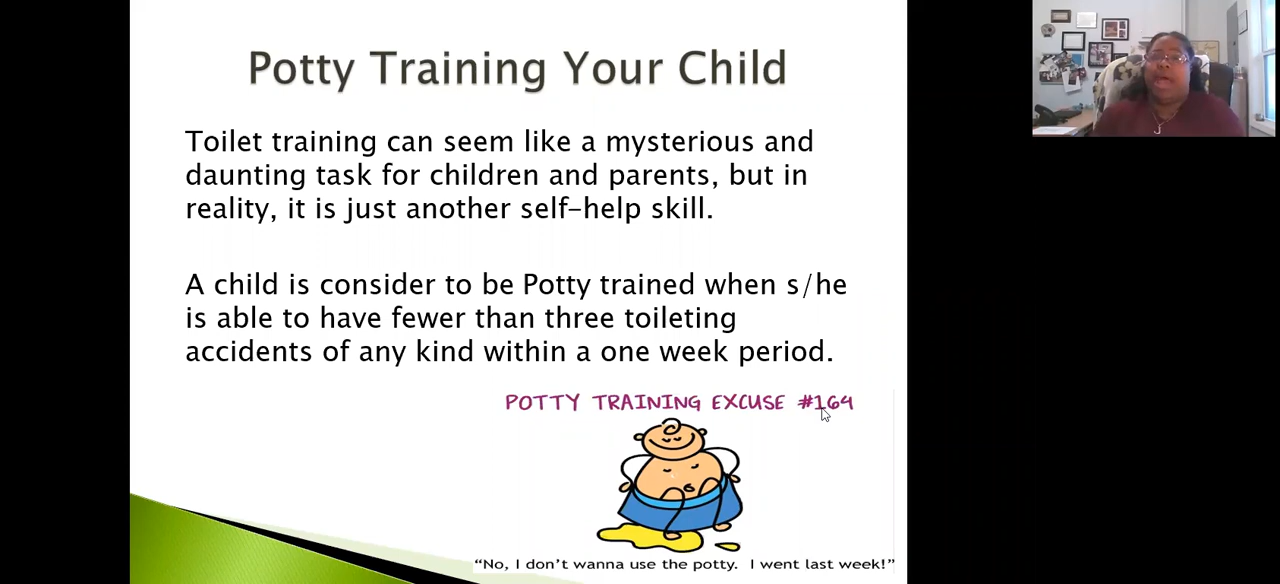 Potty Training Your Child
Toilet training can seem like a mysterious and
daunting task for children and parents, but in
reality, it is just another self-help skill.
A child is consider to be Potty trained when s/he
is able to have fewer than three toileting
accidents of any kind within a one week period.
POTTY TRAINING EXCUSE #164
“No, I don’t wanna use the potty. I went last week!”